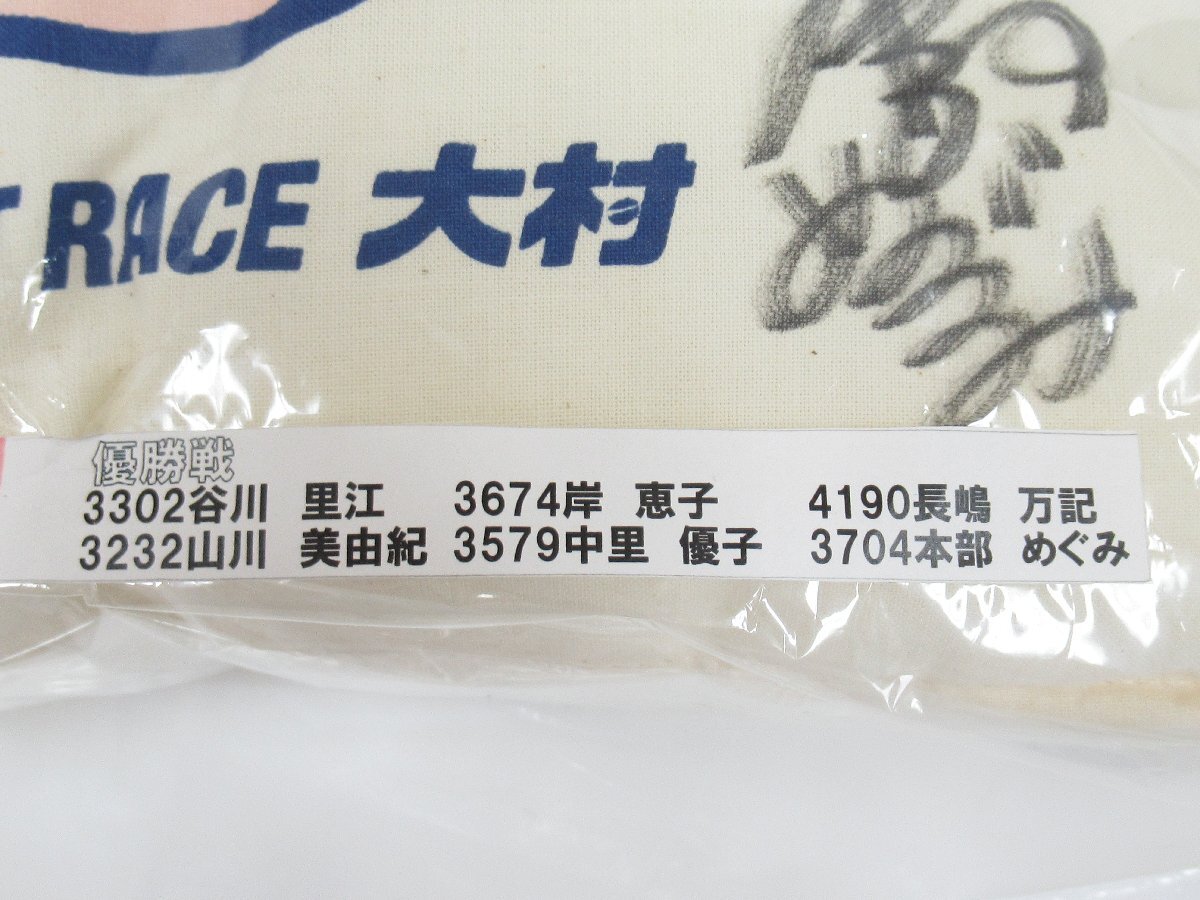 RACE 大村
優勝戦
3302谷川 里江 3674岸 恵子 4190長嶋 万記
3232山川 美由紀 3579中里 優子 3704本部 めぐみ